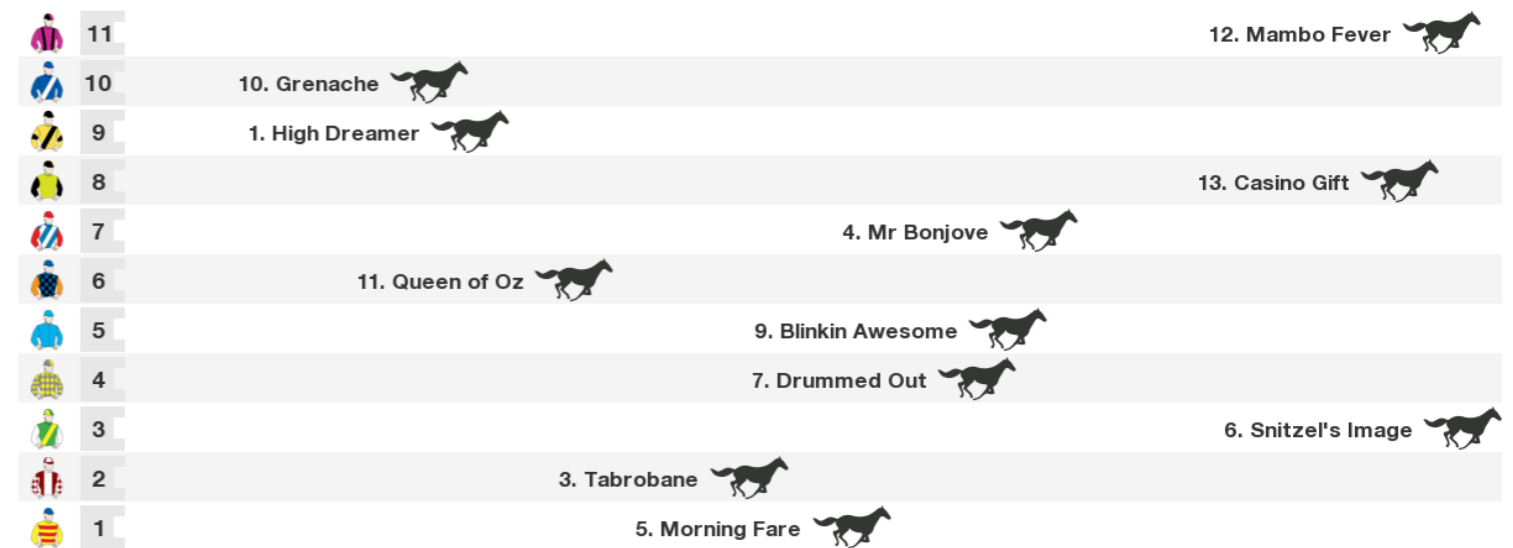 11 12. Mambo Fever
10 10. Grenache
9 1. High Dreamer
8 13. Casino Gift
7 4. Mr Bonjove
6 11. Queen of Oz
5 9. Blinkin Awesome
4 7. Drummed Out
3 6. Snitzel's Image
2 3. Tabrobane
1 5. Morning Fare